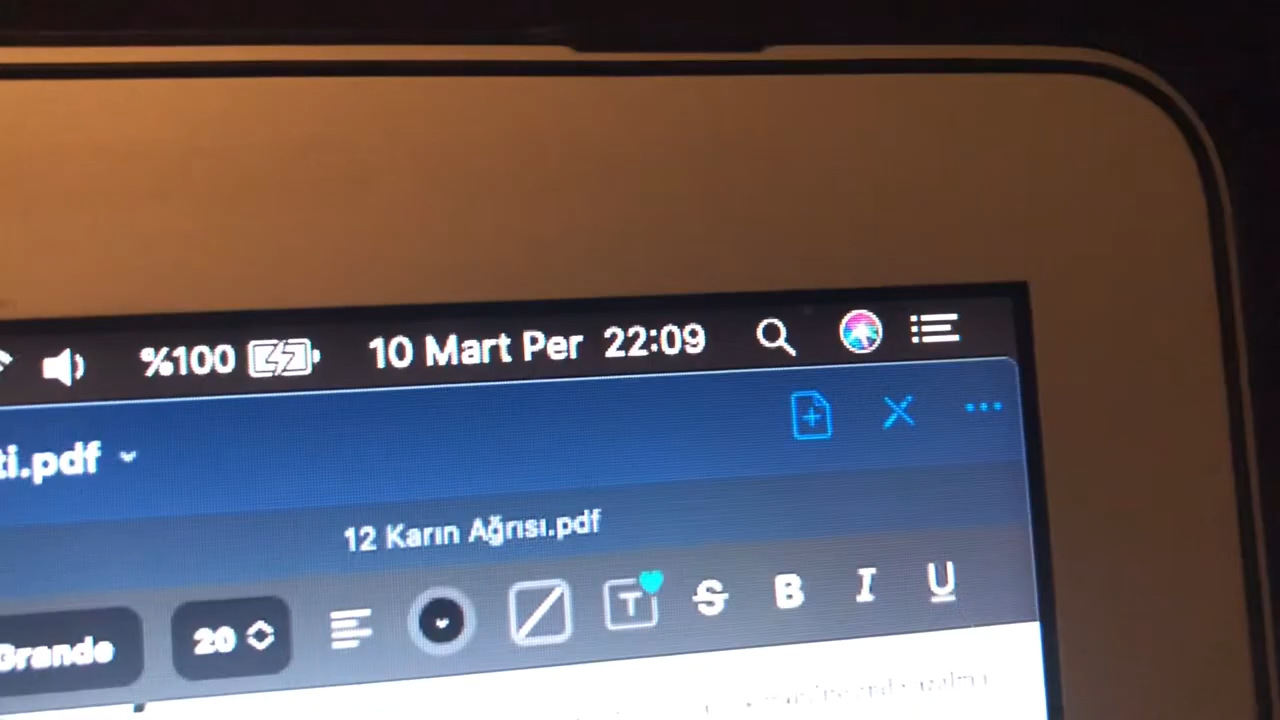 %100 10 Mart Per 22:09
ti.pdf
12 Karın Ağrısı.pdf
Grande 20 T S B I U